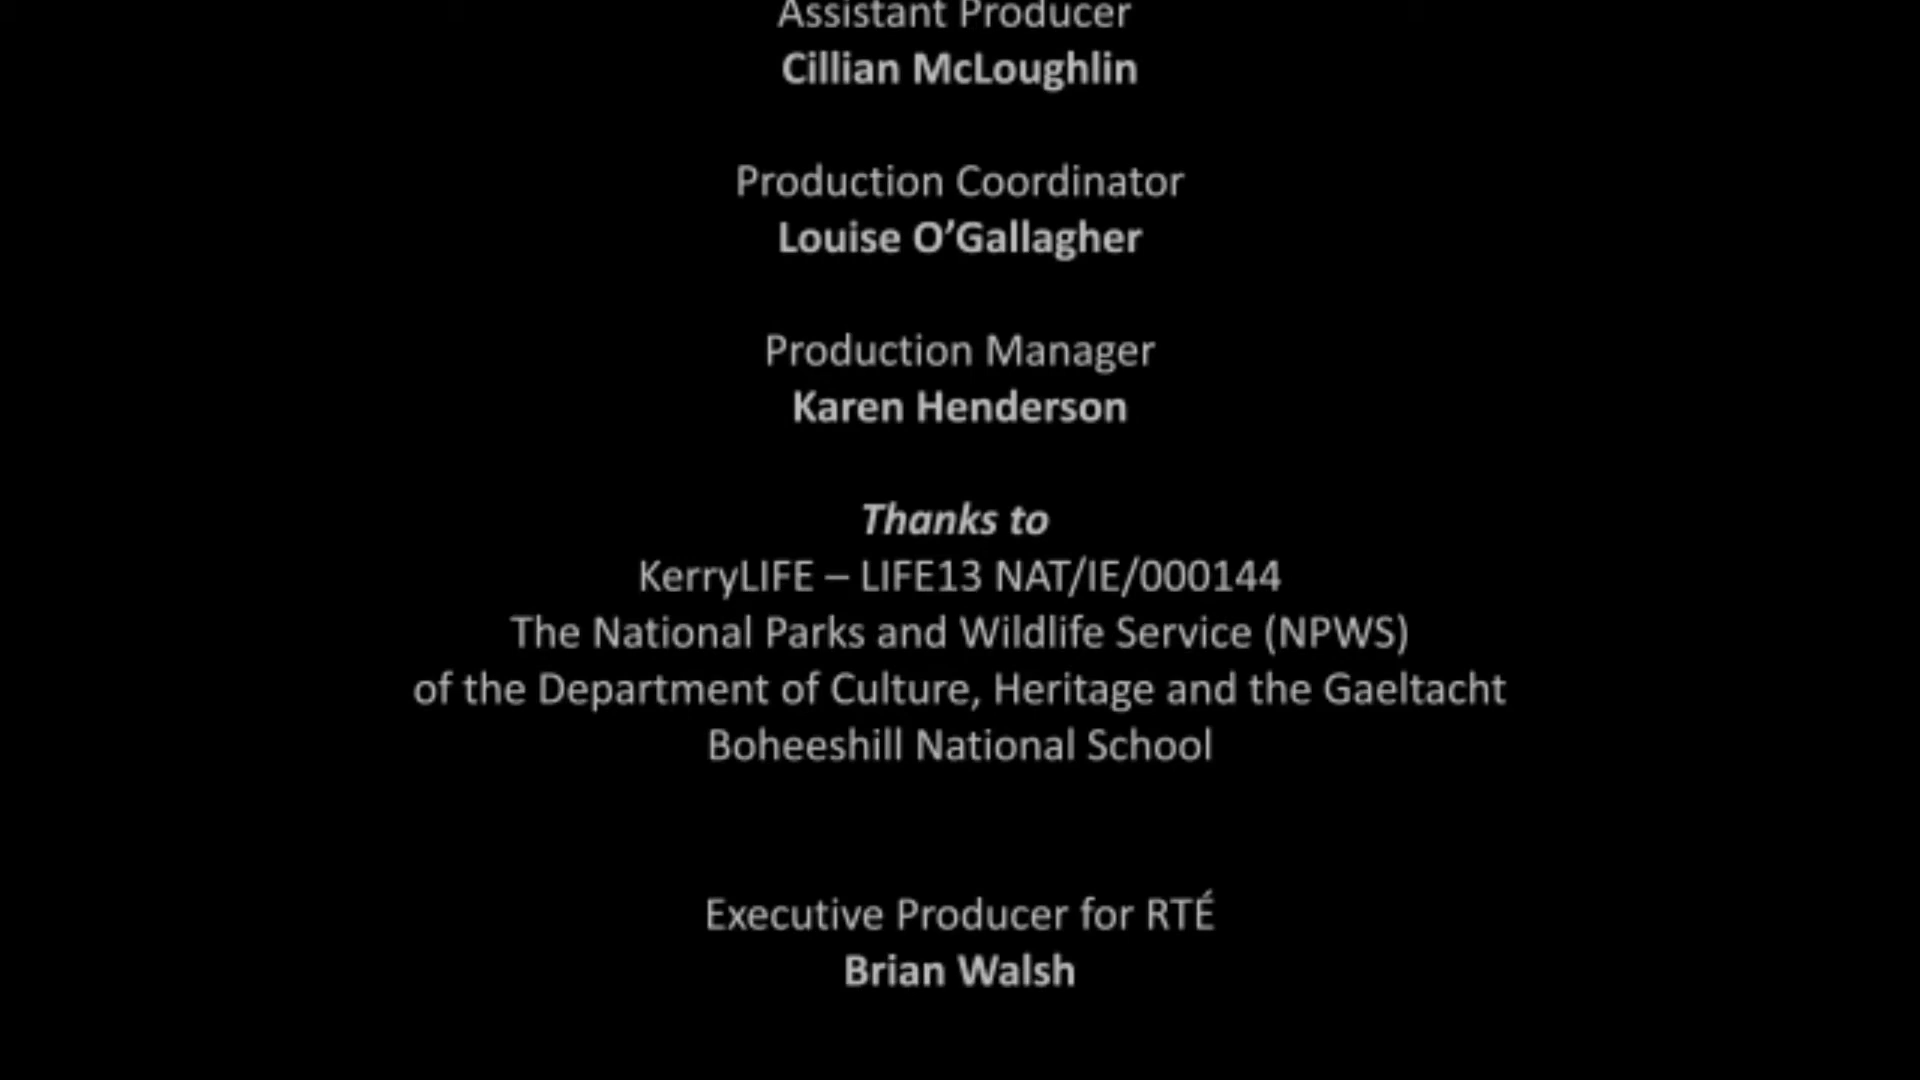 Assistant Producer
Cillian McLoughlin
Production Coordinator
Louise O’Gallagher
Production Manager
Karen Henderson
Thanks to
KerryLIFE – LIFE13 NAT/IE/000144
The National Parks and Wildlife Service (NPWS)
of the Department of Culture, Heritage and the Gaeltacht
Boheeshill National School
Executive Producer for RTÉ
Brian Walsh